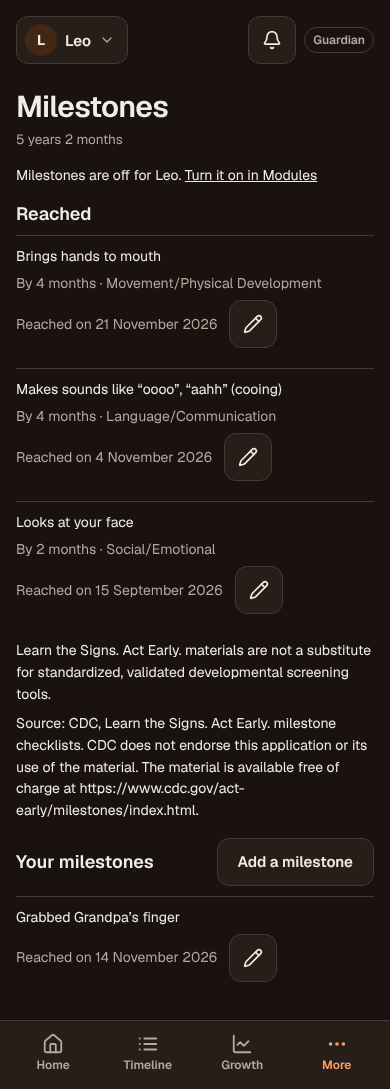 L Leo
Guardian
Milestones
5 years 2 months
Milestones are off for Leo. Turn it on in Modules
Reached
Brings hands to mouth
By 4 months · Movement/Physical Development
Reached on 21 November 2026
Makes sounds like “oooo”, “aahh” (cooing)
By 4 months · Language/Communication
Reached on 4 November 2026
Looks at your face
By 2 months · Social/Emotional
Reached on 15 September 2026
Learn the Signs. Act Early. materials are not a substitute
for standardized, validated developmental screening
tools.
Source: CDC, Learn the Signs. Act Early. milestone
checklists. CDC does not endorse this application or its
use of the material. The material is available free of
charge at https://www.cdc.gov/act-
early/milestones/index.html.
Your milestones
Add a milestone
Grabbed Grandpa’s finger
Reached on 14 November 2026
Home
Timeline
Growth
More